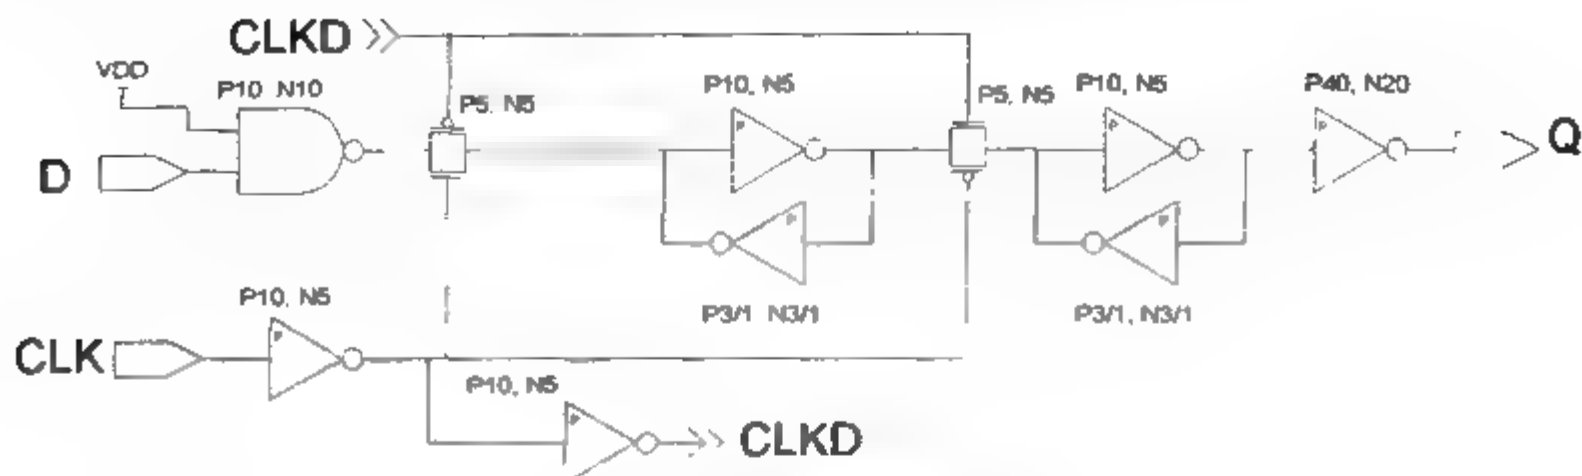 CLKD
VDD
P10 N10
P5, N5
P10, N5
P5, N5
P10, N5
P40, N20
D
Q
P
P
P
P
P
P10, N5
P3/1 N3/1
P3/1, N3/1
CLK
P
P10, N5
P
CLKD